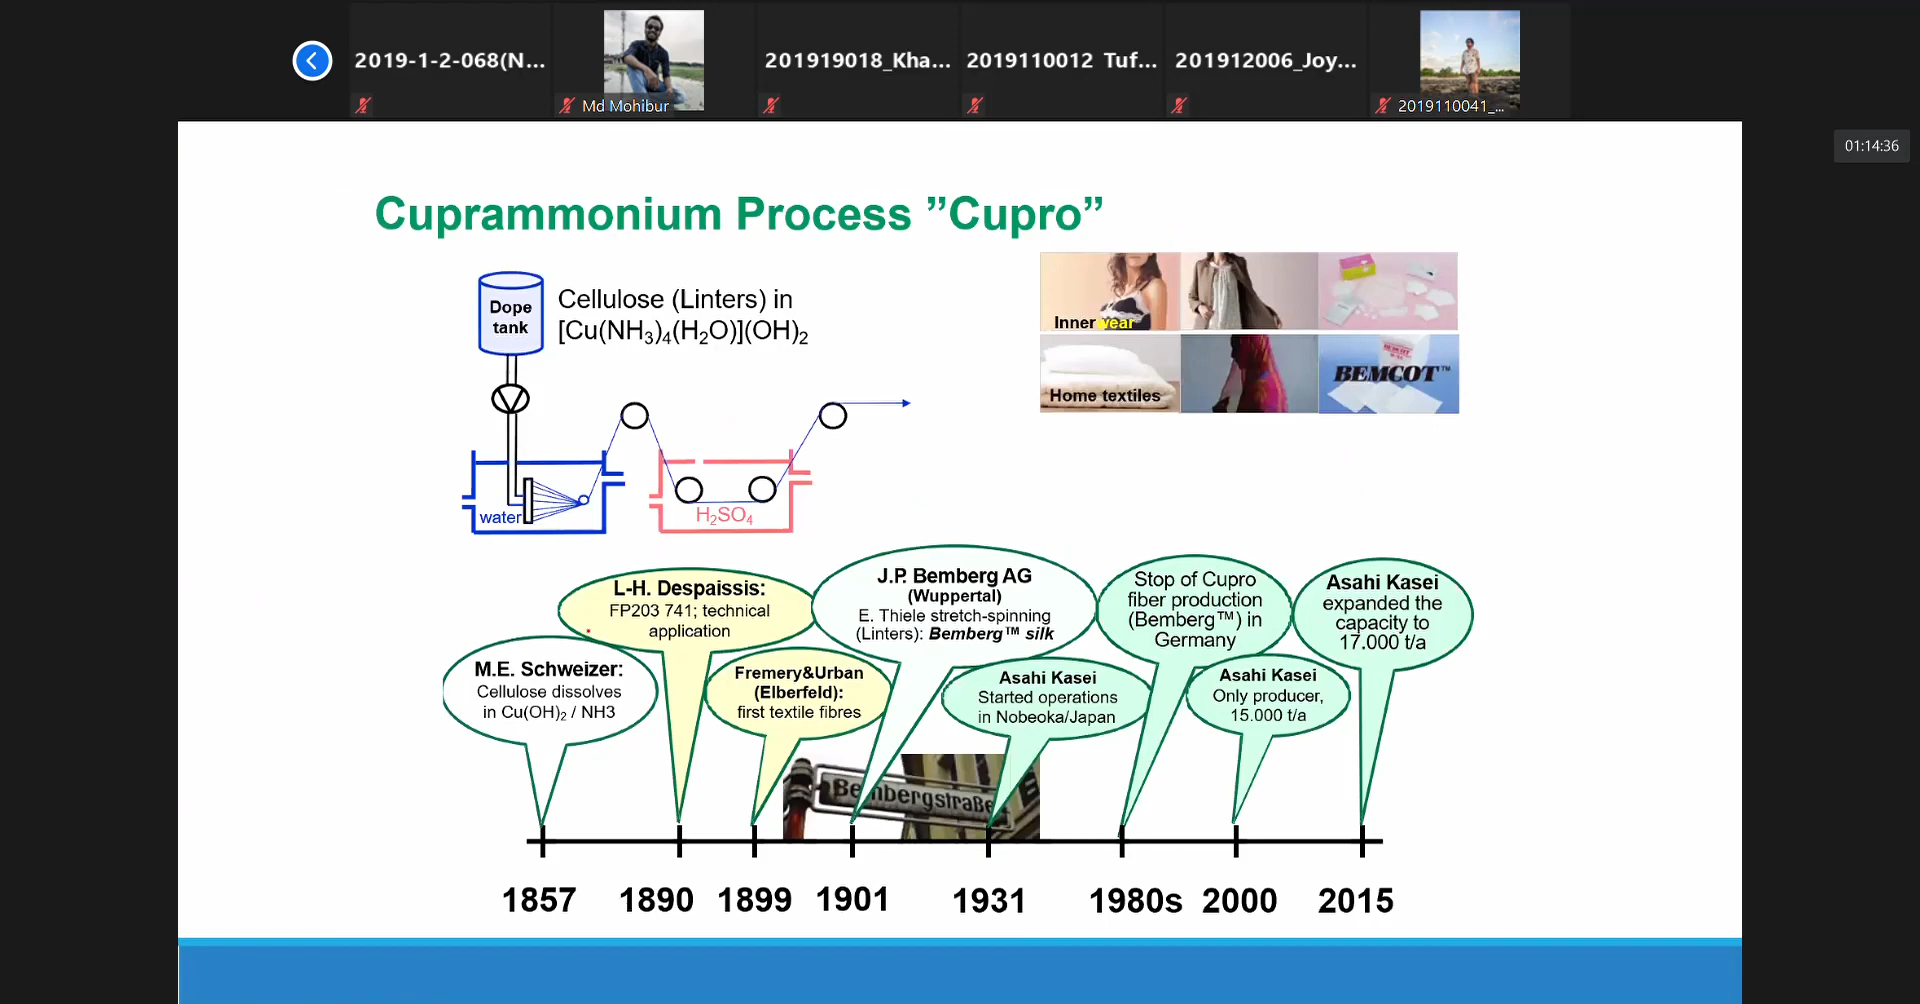 2019-1-2-068(N...
Md Mohibur
201919018_Kha...
2019110012 Tuf...
201912006_Joy...
2019110041_...
01:14:36
Cuprammonium Process ”Cupro”
Dope
tank
Cellulose (Linters) in
[Cu(NH₃)₄(H₂O)](OH)₂
water
H₂SO₄
Innerwear
Home textiles
BEMCOT™
M.E. Schweizer:
Cellulose dissolves
in Cu(OH)₂ / NH3
L-H. Despaissis:
FP203 741; technical
application
Fremery&Urban
(Elberfeld):
first textile fibres
J.P. Bemberg AG
(Wuppertal)
E. Thiele stretch-spinning
(Linters): Bemberg™ silk
Asahi Kasei
Started operations
in Nobeoka/Japan
Stop of Cupro
fiber production
(Bemberg™) in
Germany
Asahi Kasei
Only producer,
15.000 t/a
Asahi Kasei
expanded the
capacity to
17.000 t/a
Bembergstraße
1857 1890 1899 1901 1931 1980s 2000 2015